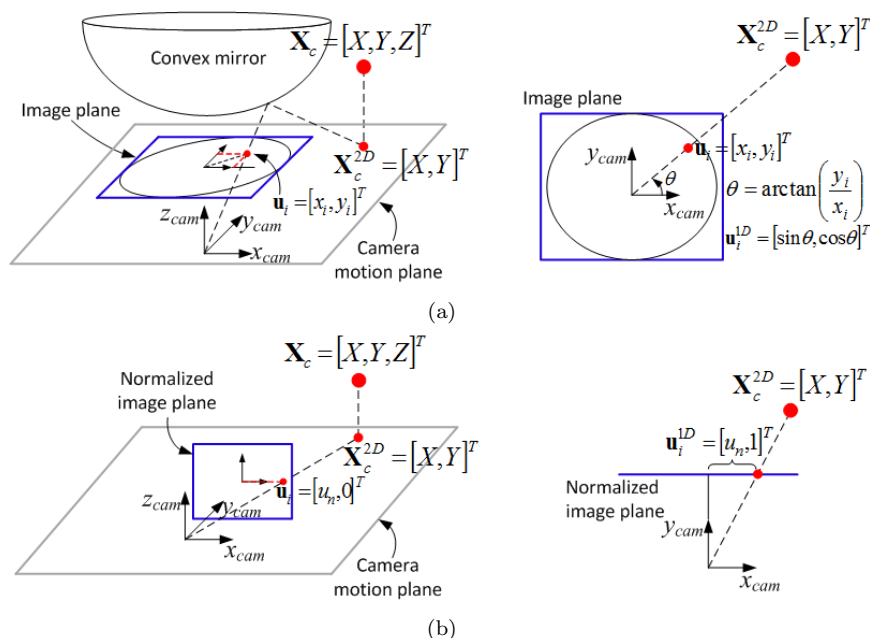 Convex mirror
X_c = [X,Y,Z]^T
Image plane
X_c^{2D} = [X,Y]^T
u_i = [x_i, y_i]^T
z_cam
y_cam
x_cam
Camera
motion plane
X_c^{2D} = [X,Y]^T
Image plane
y_cam
u_i = [x_i, y_i]^T
θ
x_cam
θ = arctan(y_i/x_i)
u_i^{1D} = [sinθ, cosθ]^T
(a)
X_c = [X,Y,Z]^T
Normalized
image plane
X_c^{2D} = [X,Y]^T
u_i = [u_n,0]^T
z_cam
y_cam
x_cam
Camera
motion plane
X_c^{2D} = [X,Y]^T
u_i^{1D} = [u_n,1]^T
Normalized
image plane
y_cam
x_cam
(b)